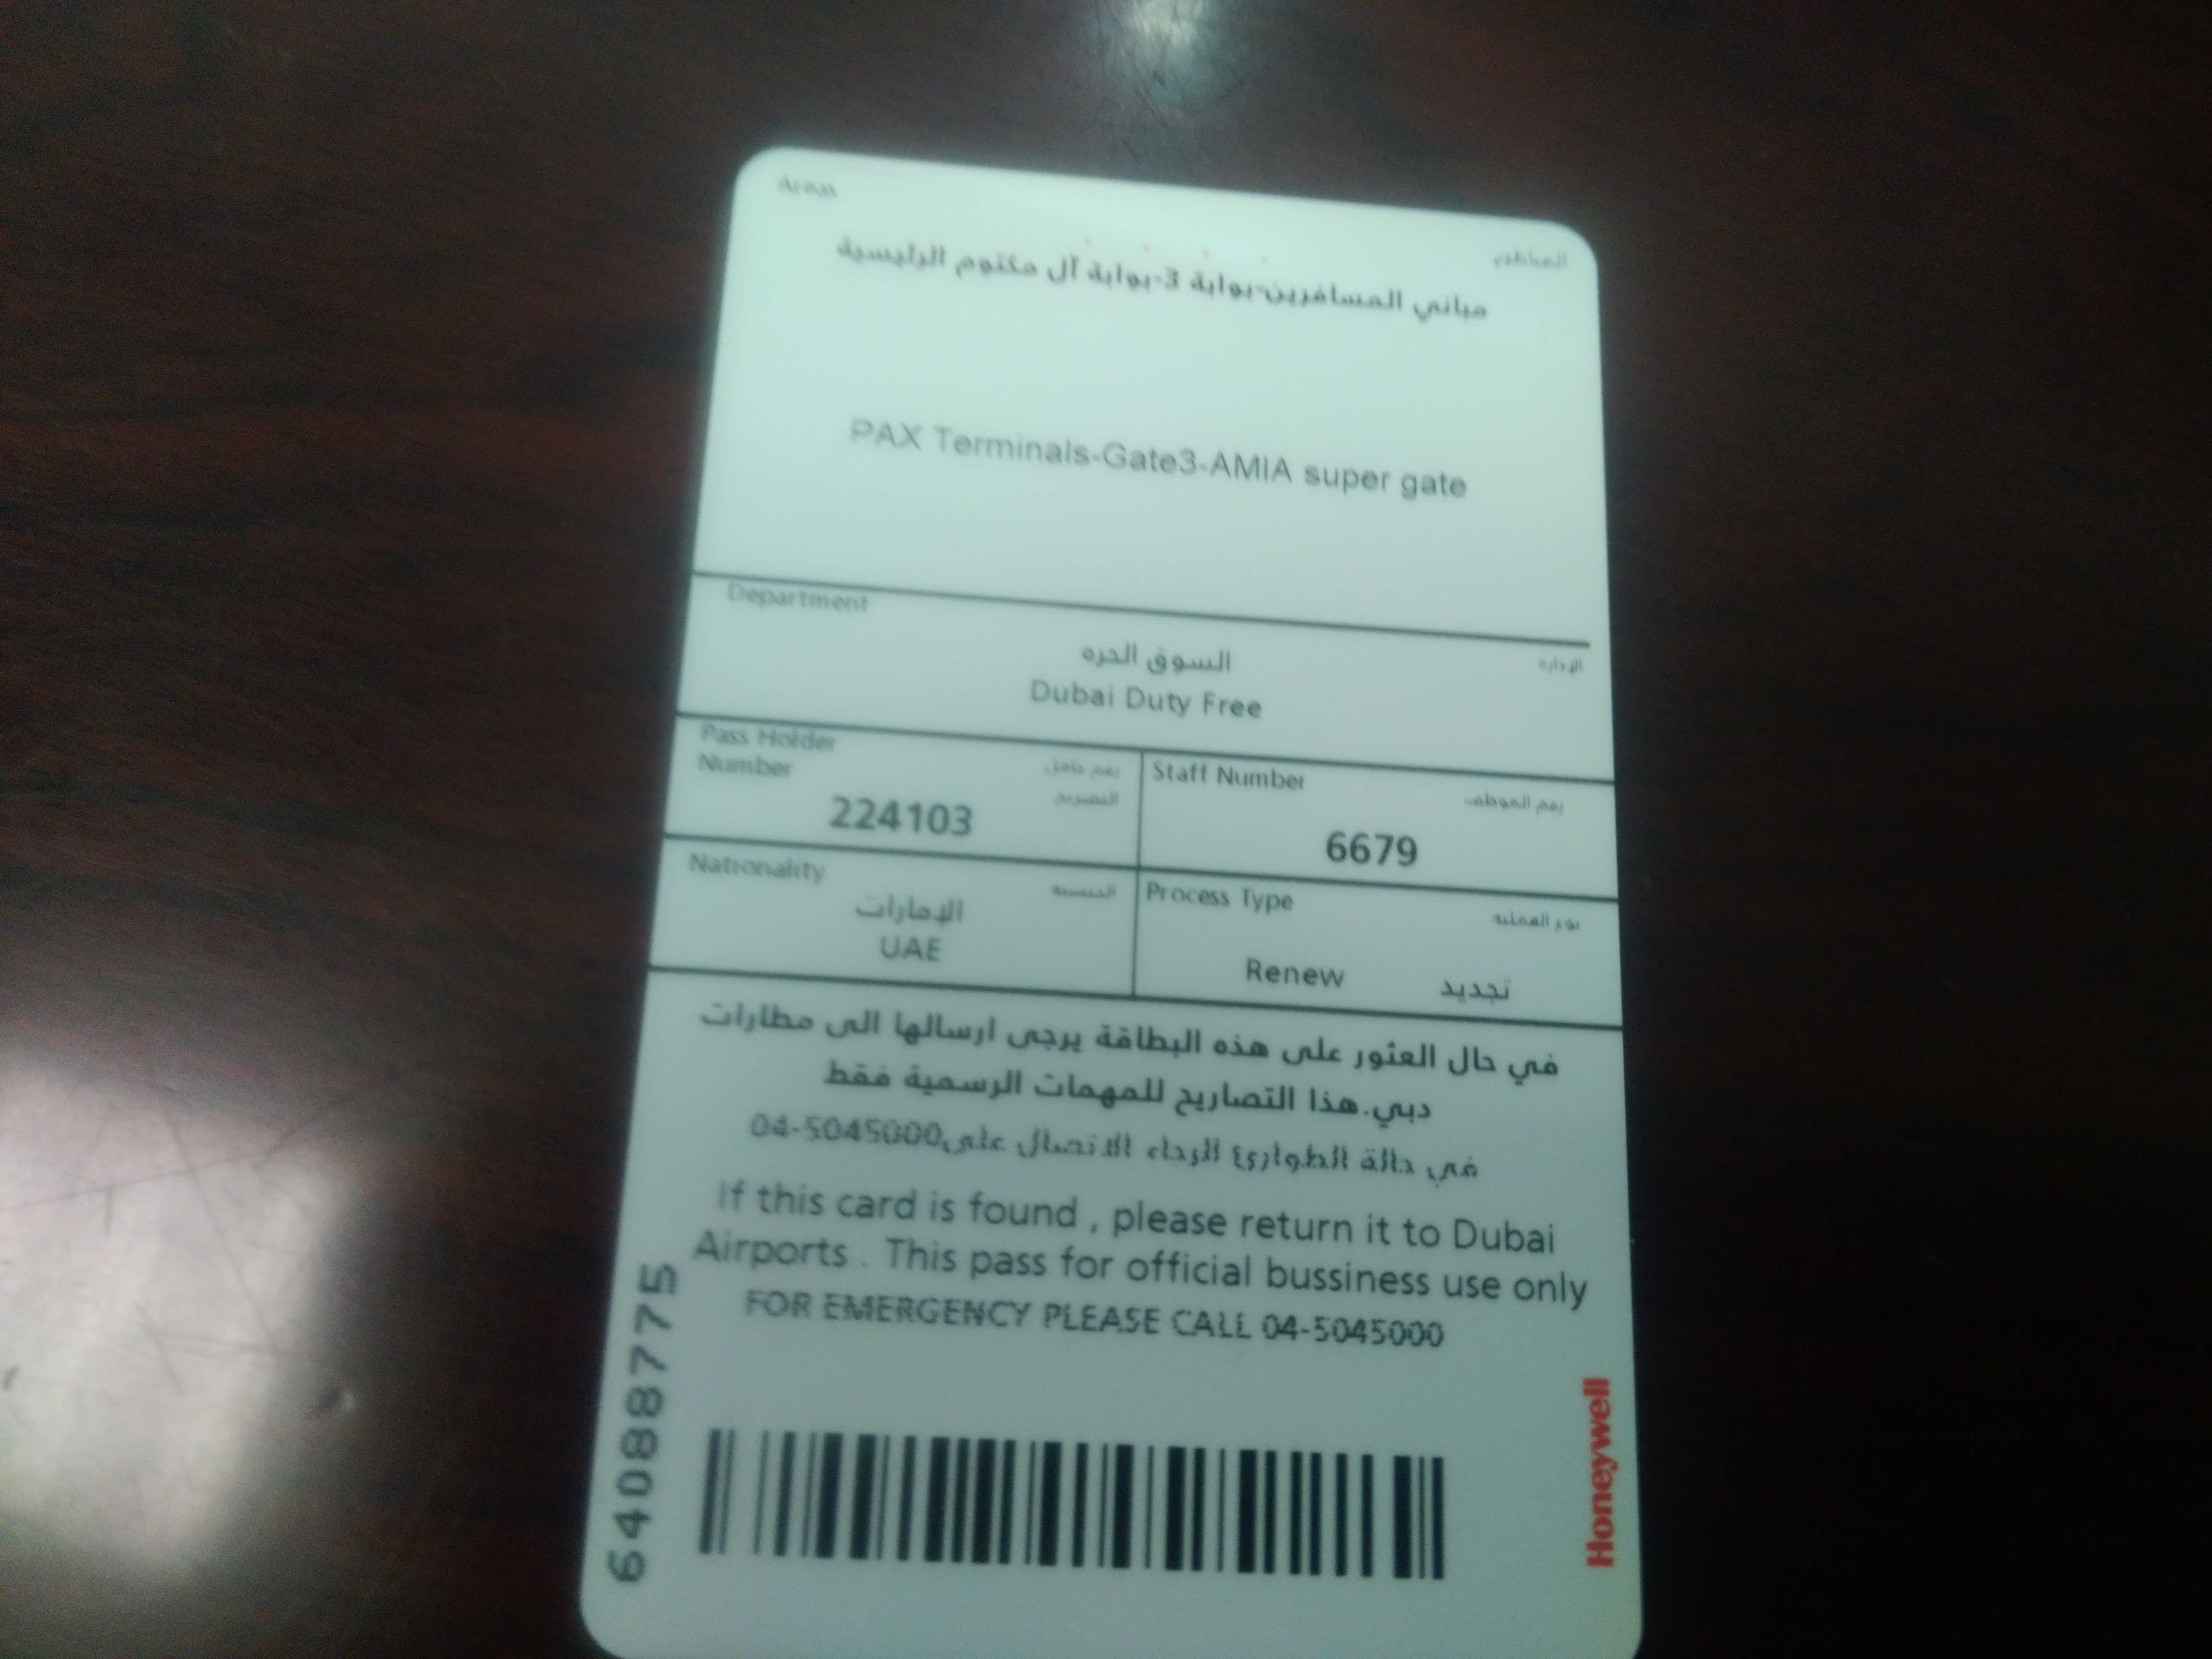 Areas
المناطق
مباني المسافرين-بوابة 3-بوابة آل مكتوم الرئيسية
PAX Terminals-Gate3-AMIA super gate
Department
الإدارة
السوق الحره
Dubai Duty Free
Pass Holder
Number
رقم حامل
التصريح
224103
Staff Number
رقم الموظف
6679
Nationality
الجنسية
الإمارات
UAE
Process Type
نوع العملية
Renew تجديد
في حال العثور على هذه البطاقة يرجى ارسالها الى مطارات
دبي.هذا التصاريح للمهمات الرسمية فقط
في حالة الطوارئ الرجاء الاتصال على04-5045000
If this card is found , please return it to Dubai
Airports . This pass for official bussiness use only
FOR EMERGENCY PLEASE CALL 04-5045000
64088775
Honeywell